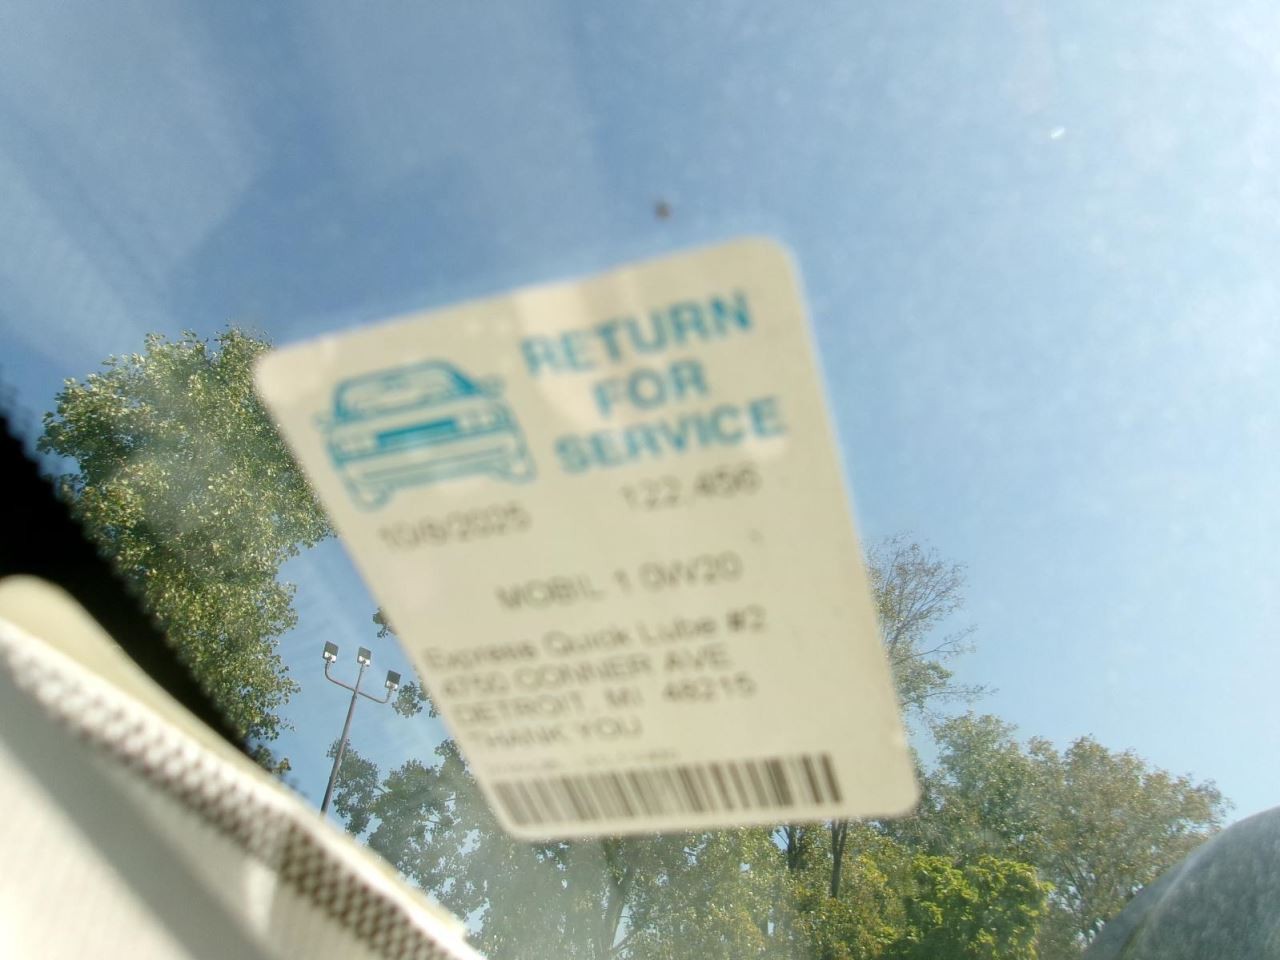 RETURN
FOR
SERVICE
10/8/2025 122,456
MOBIL 1 0W20
Express Quick Lube #2
4750 CONNER AVE
DETROIT, MI 48215
THANK YOU